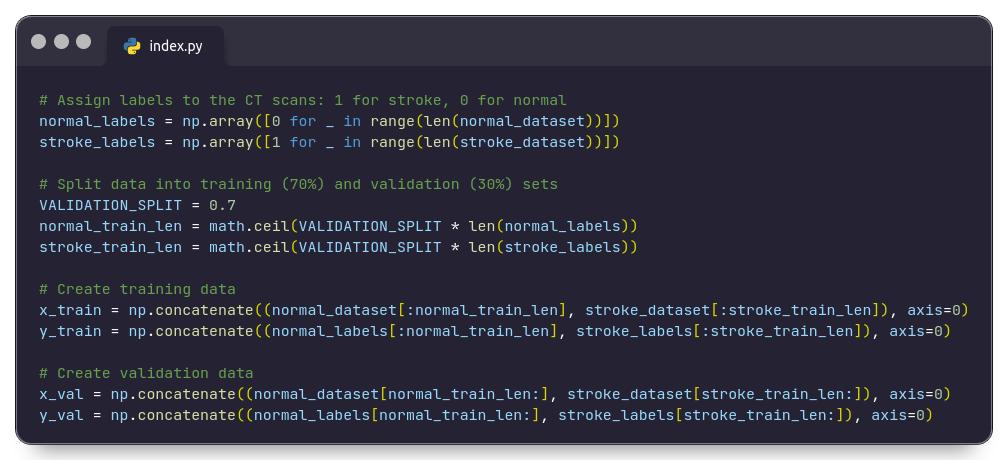 index.py
# Assign labels to the CT scans: 1 for stroke, 0 for normal
normal_labels = np.array([0 for _ in range(len(normal_dataset))])
stroke_labels = np.array([1 for _ in range(len(stroke_dataset))])
# Split data into training (70%) and validation (30%) sets
VALIDATION_SPLIT = 0.7
normal_train_len = math.ceil(VALIDATION_SPLIT * len(normal_labels))
stroke_train_len = math.ceil(VALIDATION_SPLIT * len(stroke_labels))
# Create training data
x_train = np.concatenate((normal_dataset[:normal_train_len], stroke_dataset[:stroke_train_len]), axis=0)
y_train = np.concatenate((normal_labels[:normal_train_len], stroke_labels[:stroke_train_len]), axis=0)
# Create validation data
x_val = np.concatenate((normal_dataset[normal_train_len:], stroke_dataset[stroke_train_len:]), axis=0)
y_val = np.concatenate((normal_labels[normal_train_len:], stroke_labels[stroke_train_len:]), axis=0)